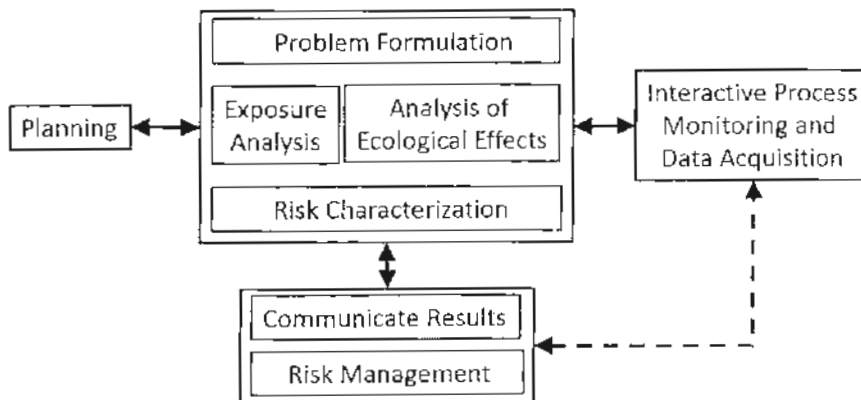 Problem Formulation
Planning
Exposure
Analysis
Analysis of
Ecological Effects
Interactive Process
Monitoring and
Data Acquisition
Risk Characterization
Communicate Results
Risk Management